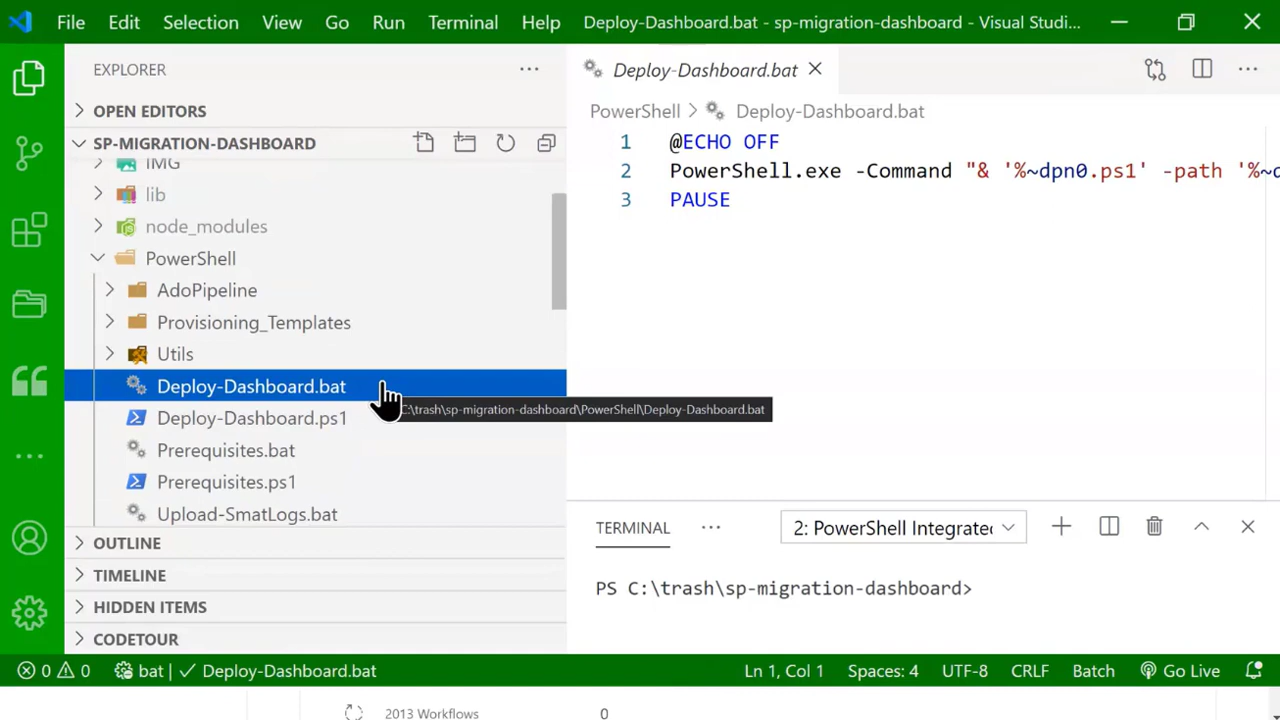 File Edit Selection View Go Run Terminal Help Deploy-Dashboard.bat - sp-migration-dashboard - Visual Studi...
EXPLORER
OPEN EDITORS
SP-MIGRATION-DASHBOARD
IMG
lib
node_modules
PowerShell
AdoPipeline
Provisioning_Templates
Utils
Deploy-Dashboard.bat
C:\trash\sp-migration-dashboard\PowerShell\Deploy-Dashboard.bat
Deploy-Dashboard.ps1
Prerequisites.bat
Prerequisites.ps1
Upload-SmatLogs.bat
OUTLINE
TIMELINE
HIDDEN ITEMS
CODETOUR
Deploy-Dashboard.bat
PowerShell > Deploy-Dashboard.bat
1 @ECHO OFF
2 PowerShell.exe -Command "& '%~dpn0.ps1' -path '%~d
3 PAUSE
TERMINAL ... 2: PowerShell Integrated
PS C:\trash\sp-migration-dashboard>
0 0 bat | Deploy-Dashboard.bat Ln 1, Col 1 Spaces: 4 UTF-8 CRLF Batch Go Live
2013 Workflows 0